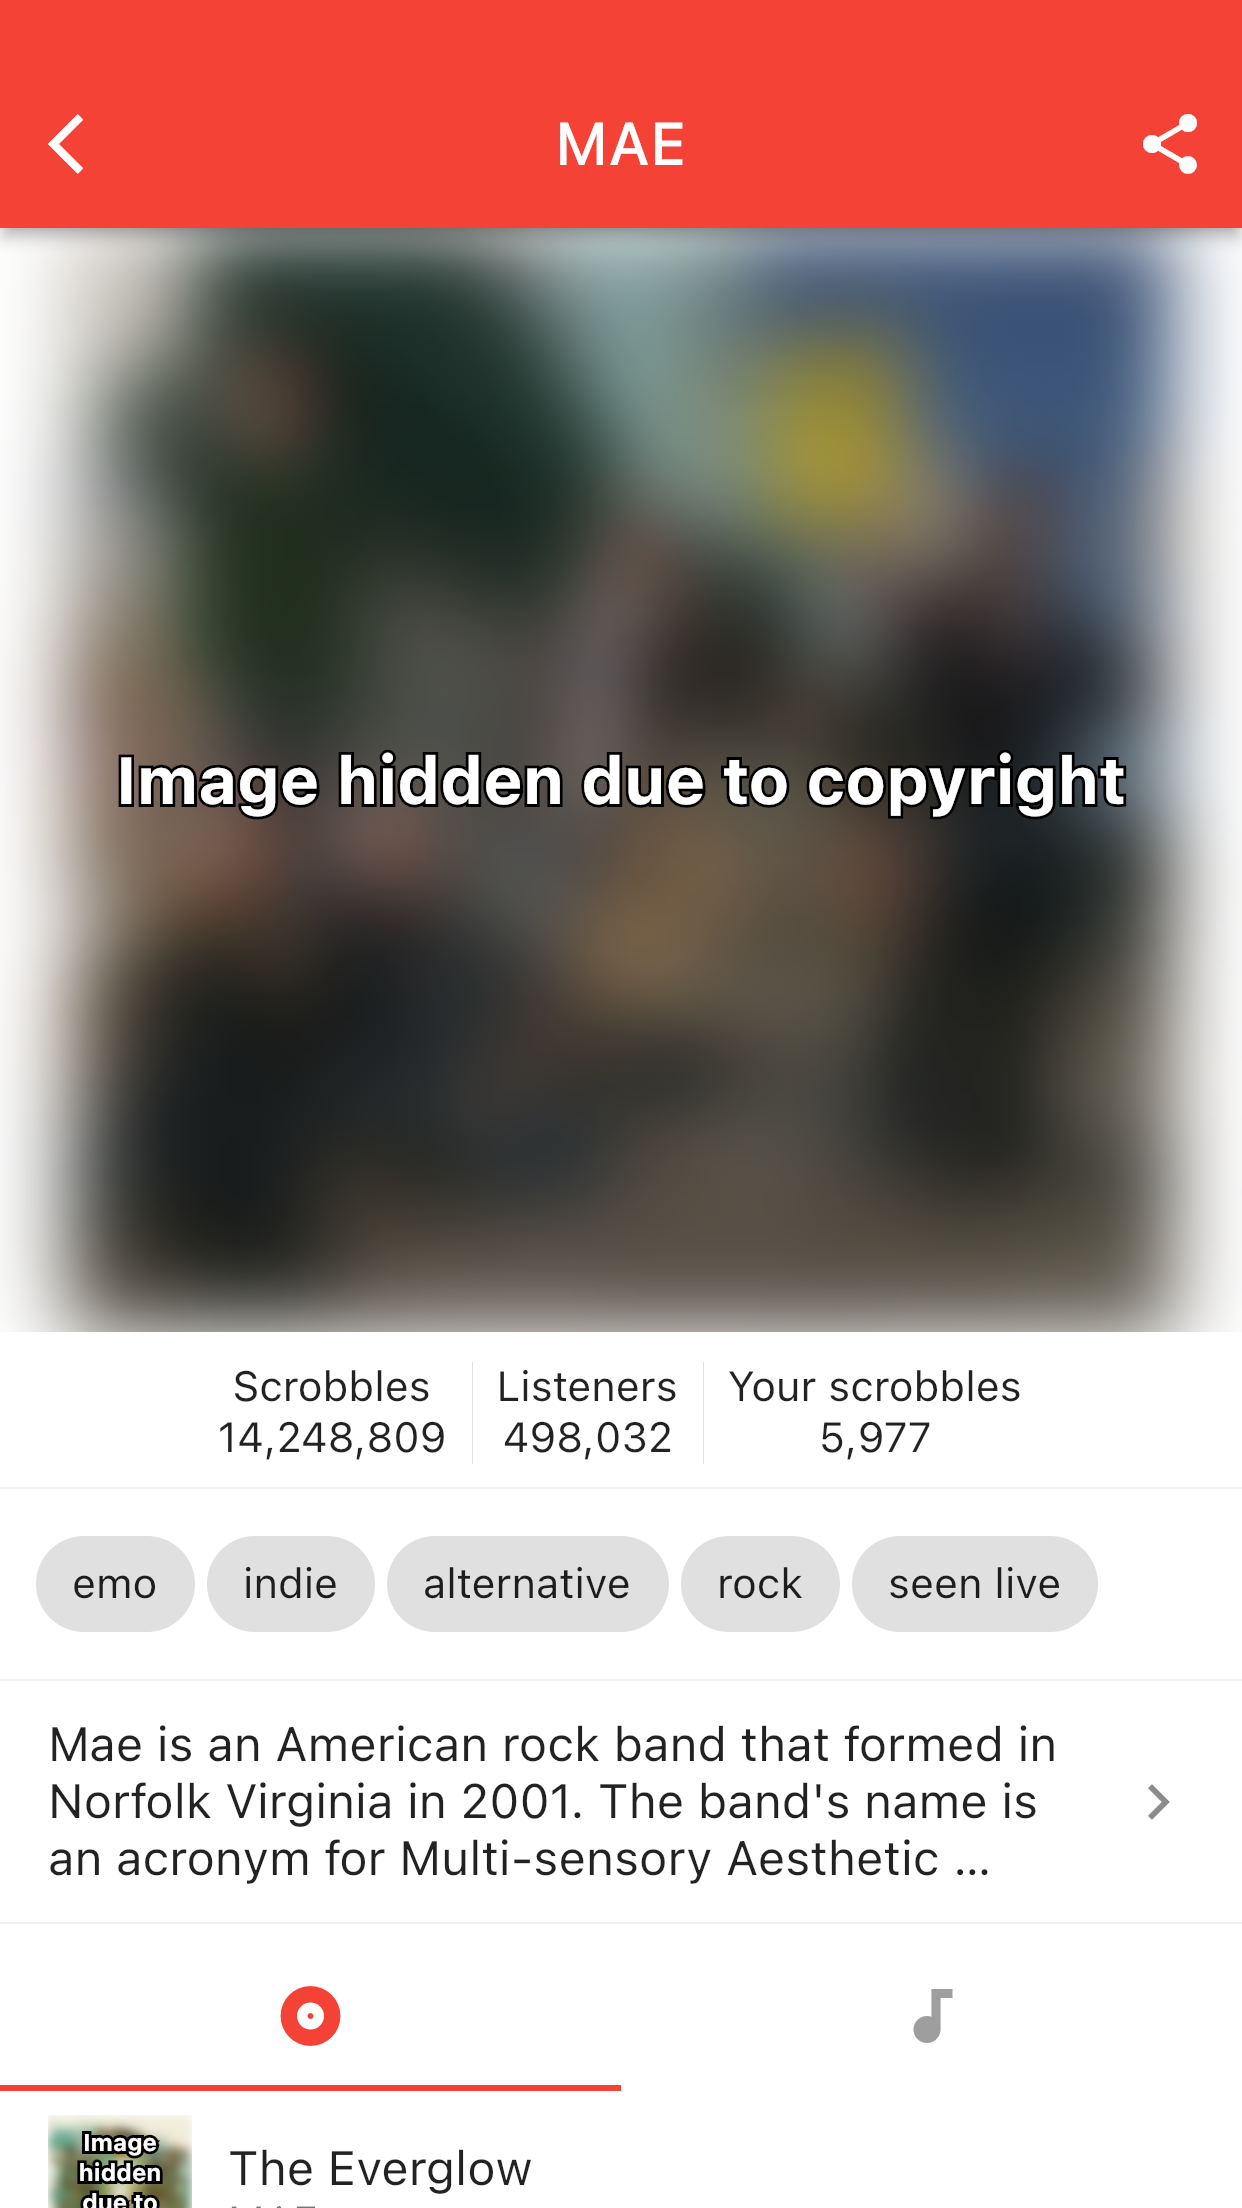 MAE
Image hidden due to copyright
Scrobbles
14,248,809
Listeners
498,032
Your scrobbles
5,977
emo
indie
alternative
rock
seen live
Mae is an American rock band that formed in
Norfolk Virginia in 2001. The band's name is
an acronym for Multi-sensory Aesthetic ...
Image
hidden
due to
The Everglow